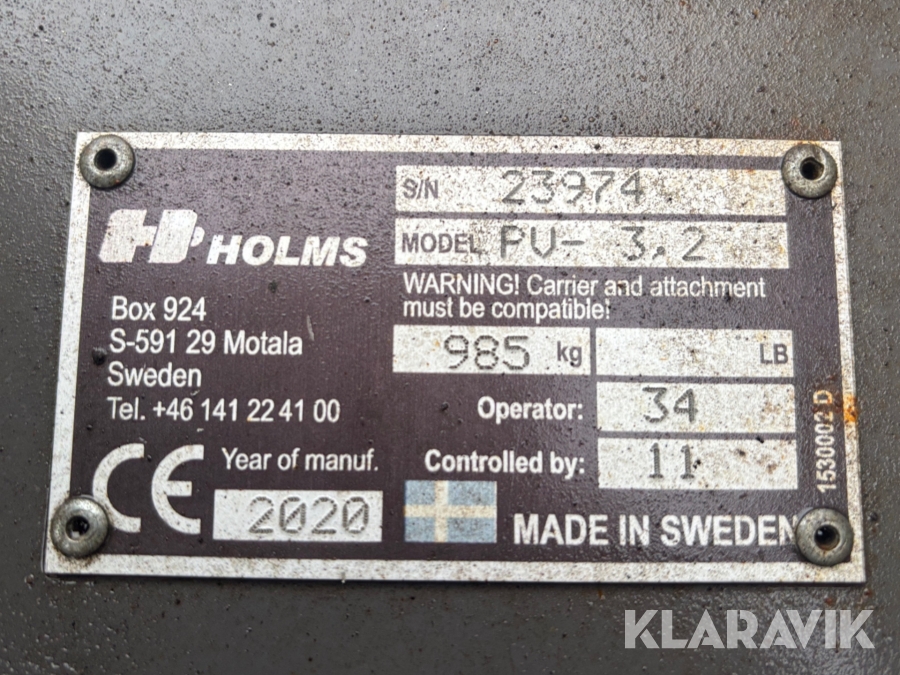 HOLMS
Box 924
S-591 29 Motala
Sweden
Tel. +46 141 22 41 00
CE
Year of manuf.
2020
S/N 23974
MODEL PV- 3.2
WARNING! Carrier and attachment
must be compatible!
985 kg
- LB
Operator: 34
Controlled by: 11
MADE IN SWEDEN
1530002 D
KLARAVIK